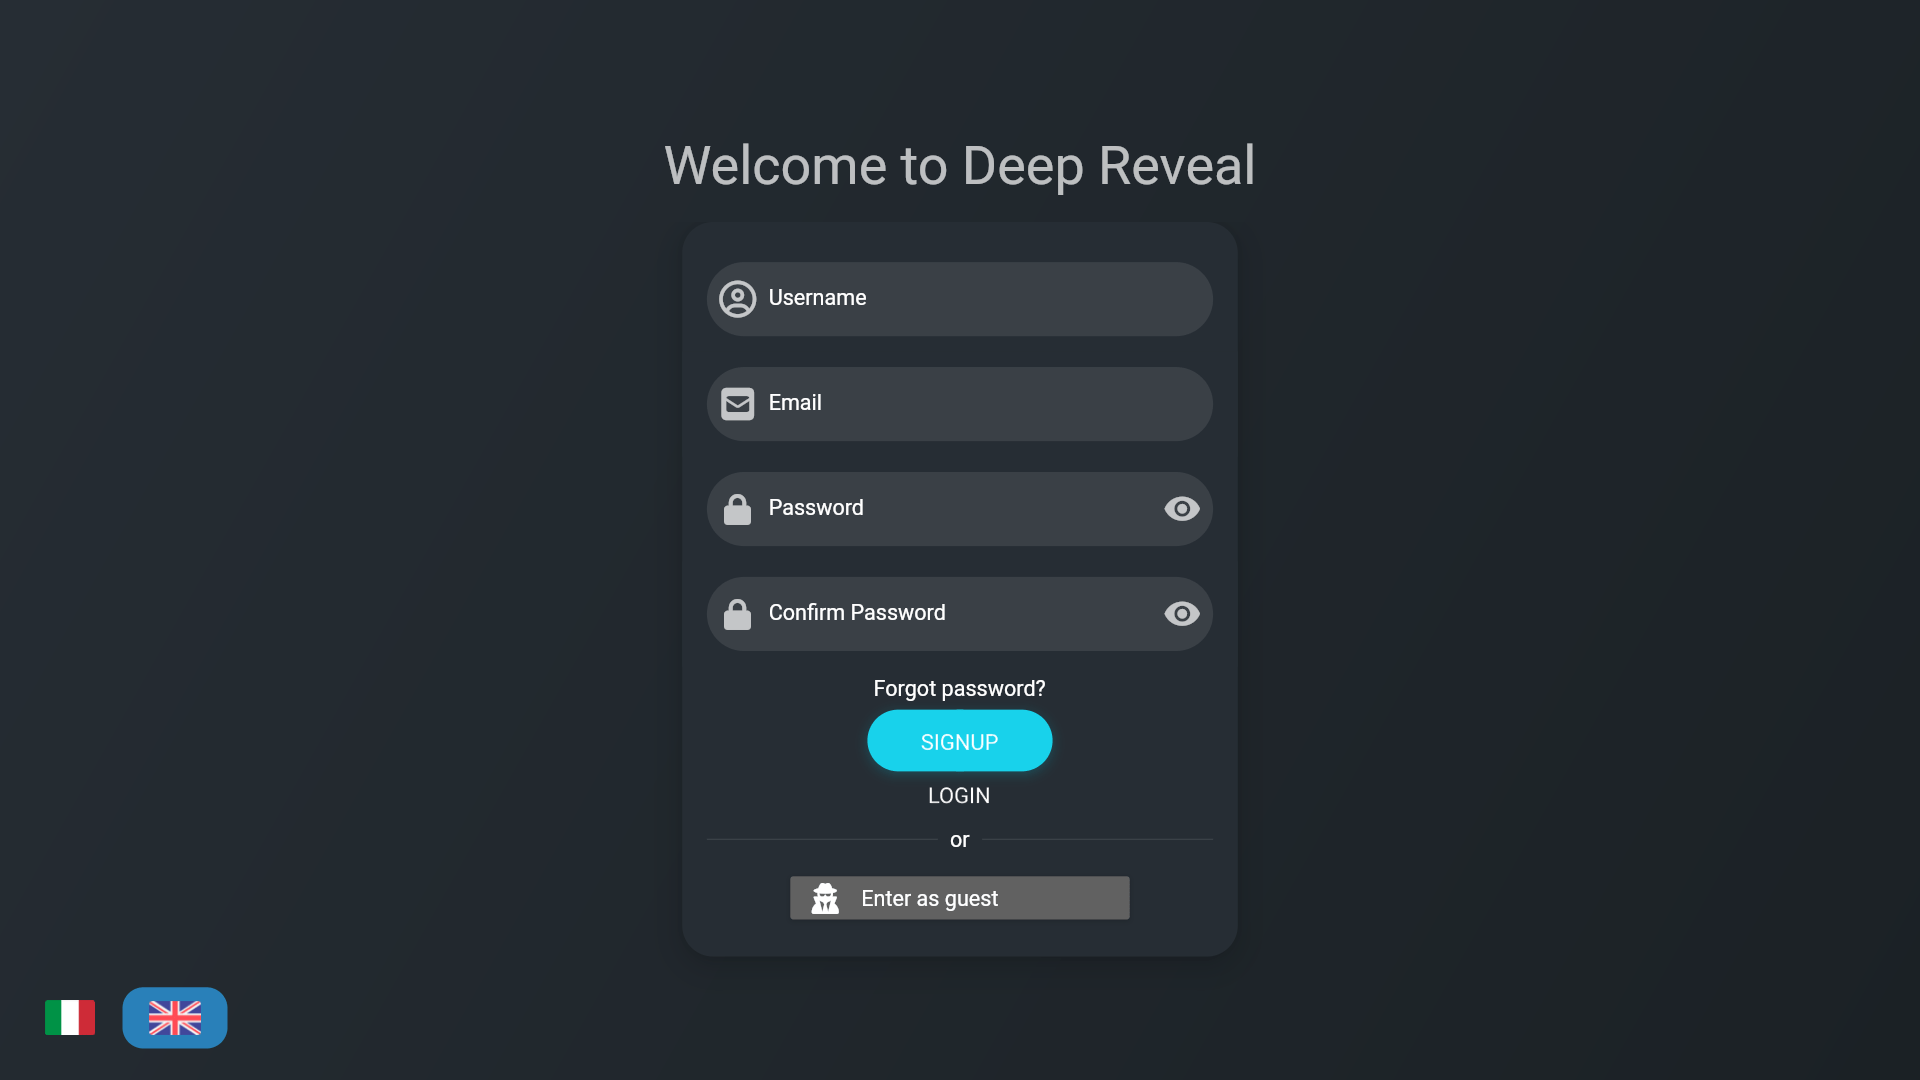 Welcome to Deep Reveal
Username
Email
Password
Confirm Password
Forgot password?
SIGNUP
LOGIN
or
Enter as guest